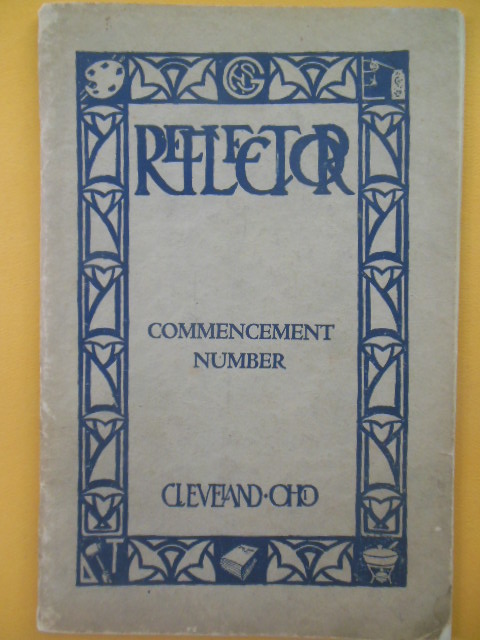 REFLECTOR
COMMENCEMENT
NUMBER
CLEVELAND·OHIO